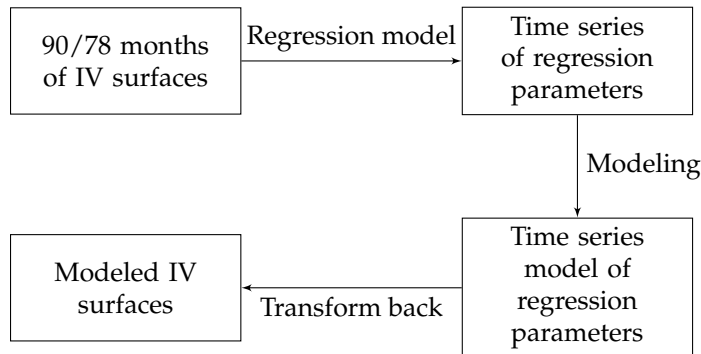 90/78 months
of IV surfaces
Regression model
Time series
of regression
parameters
Modeling
Time series
model of
regression
parameters
Transform back
Modeled IV
surfaces